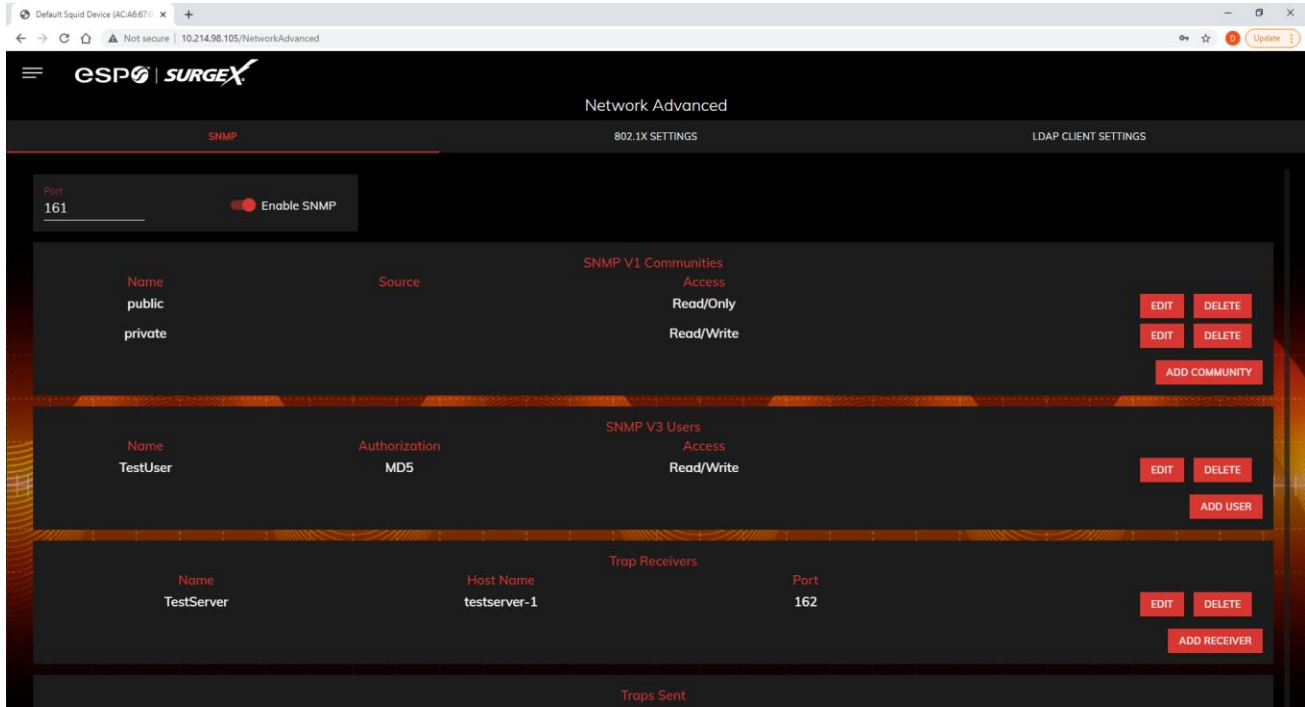 Default Squid Device (AC:A6:67:0
Not secure | 10.214.98.105/NetworkAdvanced
Update
ESP | SURGEX
Network Advanced
SNMP 802.1X SETTINGS LDAP CLIENT SETTINGS
Port
161 Enable SNMP
SNMP V1 Communities
Name Source Access
public Read/Only EDIT DELETE
private Read/Write EDIT DELETE
ADD COMMUNITY
SNMP V3 Users
Name Authorization Access
TestUser MD5 Read/Write EDIT DELETE
ADD USER
Trap Receivers
Name Host Name Port
TestServer testserver-1 162 EDIT DELETE
ADD RECEIVER
Traps Sent